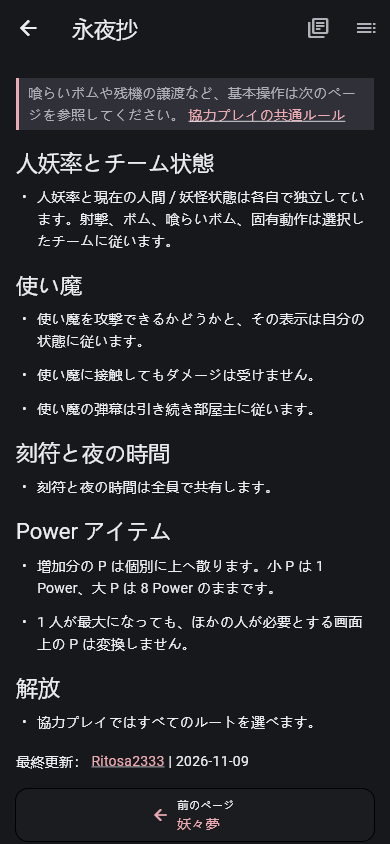 永夜抄
喰らいボムや残機の譲渡など、基本操作は次のペー
ジを参照してください。 協力プレイの共通ルール
人妖率とチーム状態
・ 人妖率と現在の人間 / 妖怪状態は各自で独立してい
ます。射撃、ボム、喰らいボム、固有動作は選択し
たチームに従います。
使い魔
・ 使い魔を攻撃できるかどうかと、その表示は自分の
状態に従います。
・ 使い魔に接触してもダメージは受けません。
・ 使い魔の弾幕は引き続き部屋主に従います。
刻符と夜の時間
・ 刻符と夜の時間は全員で共有します。
Power アイテム
・ 増加分の P は個別に上へ散ります。小 P は 1
Power、大 P は 8 Power のままです。
・ 1 人が最大になっても、ほかの人が必要とする画面
上の P は変換しません。
解放
・ 協力プレイではすべてのルートを選べます。
最終更新： Ritosa2333 | 2026-11-09
前のページ
妖々夢